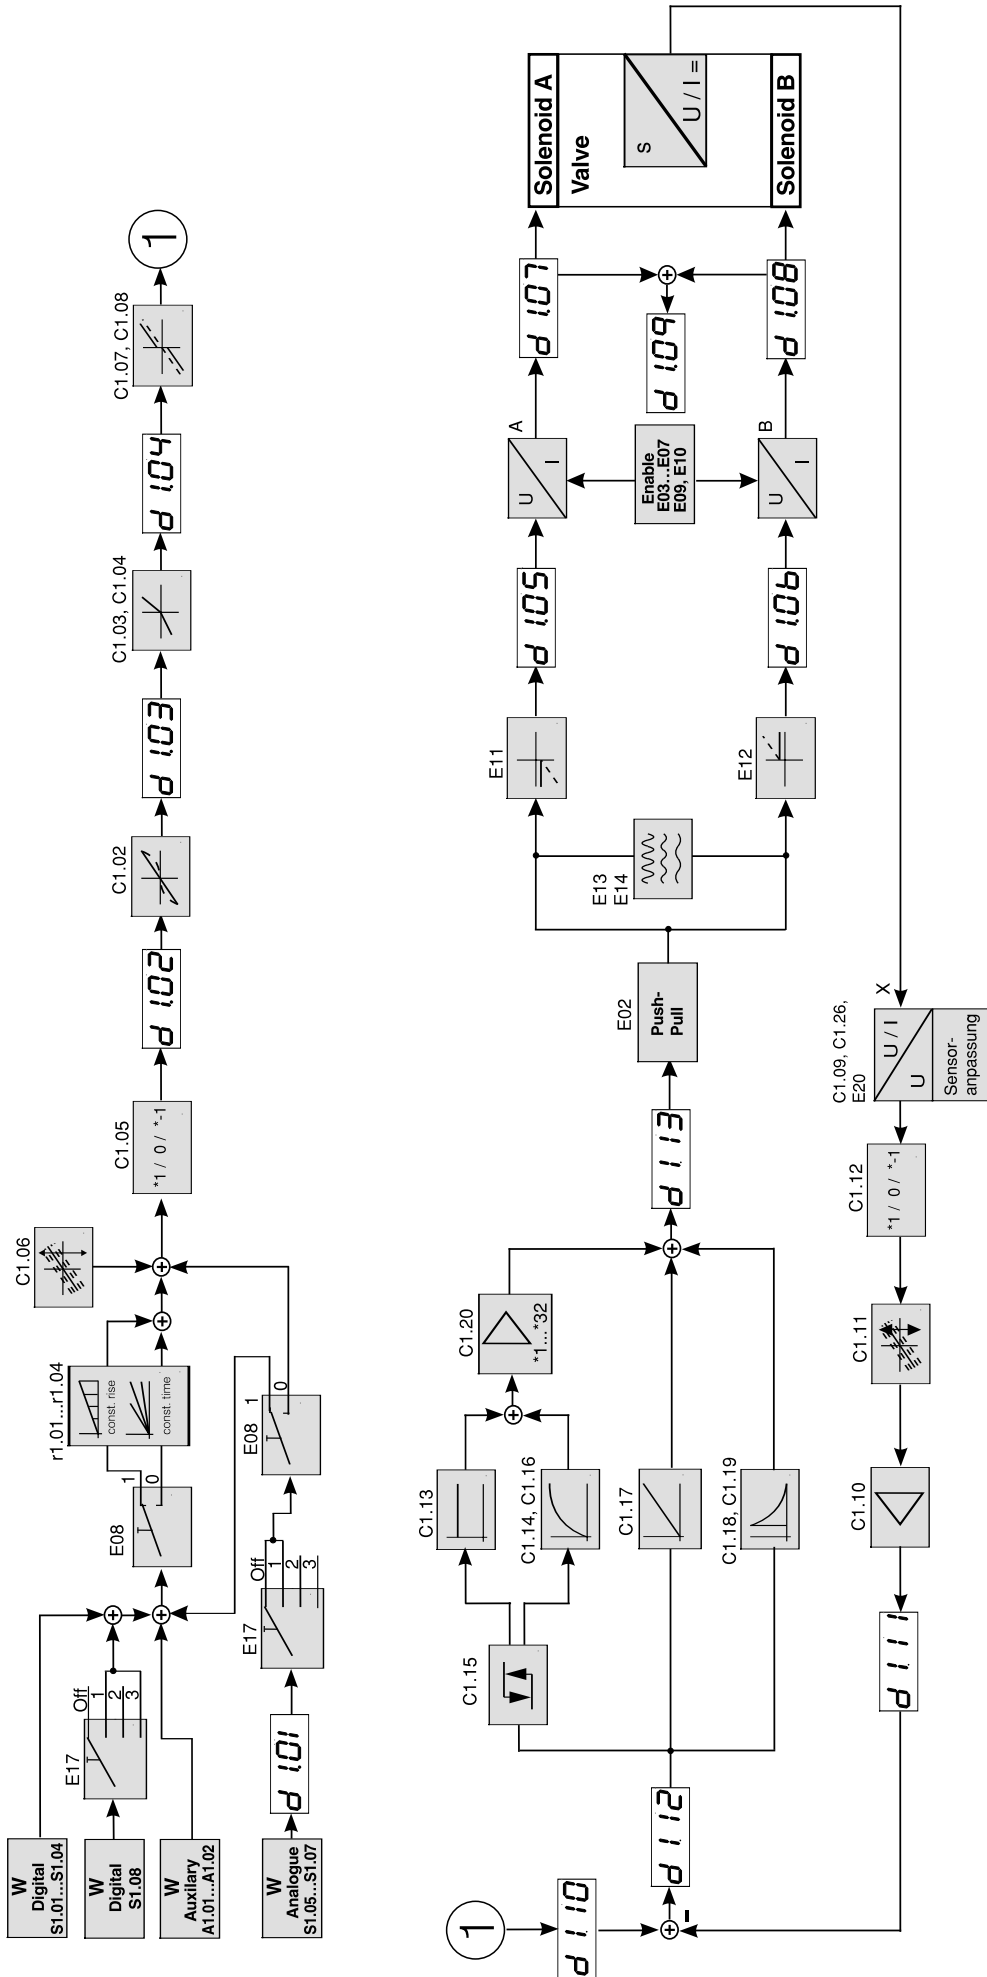 W
Digital
S1.01...S1.04
W
Digital
S1.08
W
Auxilary
A1.01...A1.02
W
Analogue
S1.05...S1.07
d 1.01
E17
Off
1
2
3
E17
Off
1
2
3
E08
1
0
E08
1
0
r1.01...r1.04
const. rise
const. time
C1.06
C1.05
*1 / 0 / *-1
d 1.02
C1.02
d 1.03
C1.03, C1.04
d 1.04
C1.07, C1.08
1
1
d 1.10
-
d 1.12
C1.15
C1.13
C1.14, C1.16
C1.17
C1.18, C1.19
C1.20
*1...*32
d 1.13
E02
Push-
Pull
E13
E14
E11
E12
d 1.05
d 1.06
U
I
A
U
I
B
Enable
E03...E07
E09, E10
d 1.07
d 1.08
d 1.09
Solenoid A
Valve
Solenoid B
s
U / I =
X
C1.09, C1.26,
E20
U / I
U
Sensor-
anpassung
C1.12
*1 / 0 / *-1
C1.11
C1.10
d 1.11